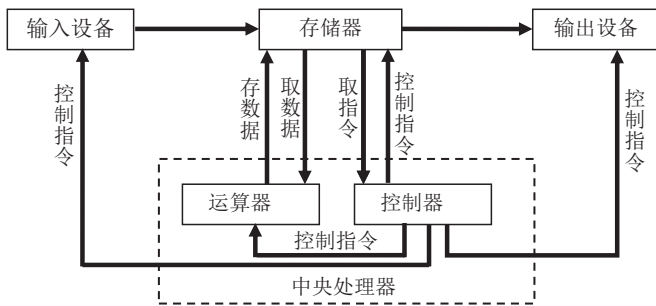 输入设备
存储器
输出设备
控制指令
存数据
取数据
取指令
控制指令
控制指令
运算器
控制器
控制指令
中央处理器